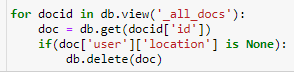 for docid in db.view('_all_docs'):
    doc = db.get(docid['id'])
    if(doc['user']['location'] is None):
        db.delete(doc)